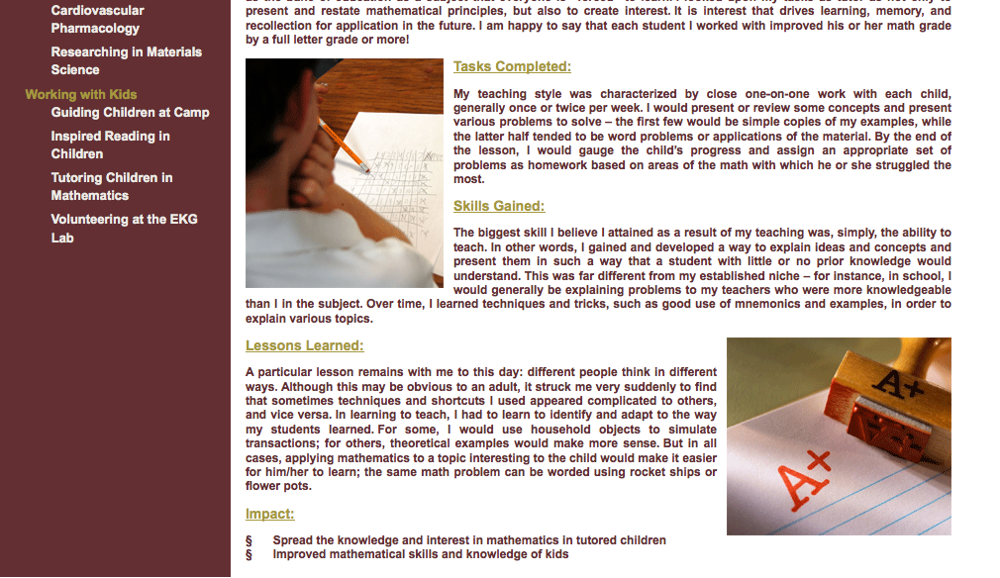 Cardiovascular
Pharmacology
Researching in Materials
Science
Working with Kids
Guiding Children at Camp
Inspired Reading in
Children
Tutoring Children in
Mathematics
Volunteering at the EKG
Lab
present and restate mathematical principles, but also to create interest. It is interest that drives learning, memory, and
recollection for application in the future. I am happy to say that each student I worked with improved his or her math grade
by a full letter grade or more!
Tasks Completed:
My teaching style was characterized by close one-on-one work with each child,
generally once or twice per week. I would present or review some concepts and present
various problems to solve – the first few would be simple copies of my examples, while
the latter half tended to be word problems or applications of the material. By the end of
the lesson, I would gauge the child's progress and assign an appropriate set of
problems as homework based on areas of the math with which he or she struggled the
most.
Skills Gained:
The biggest skill I believe I attained as a result of my teaching was, simply, the ability to
teach. In other words, I gained and developed a way to explain ideas and concepts and
present them in such a way that a student with little or no prior knowledge would
understand. This was far different from my established niche – for instance, in school, I
would generally be explaining problems to my teachers who were more knowledgeable
than I in the subject. Over time, I learned techniques and tricks, such as good use of mnemonics and examples, in order to
explain various topics.
Lessons Learned:
A particular lesson remains with me to this day: different people think in different
ways. Although this may be obvious to an adult, it struck me very suddenly to find
that sometimes techniques and shortcuts I used appeared complicated to others,
and vice versa. In learning to teach, I had to learn to identify and adapt to the way
my students learned. For some, I would use household objects to simulate
transactions; for others, theoretical examples would make more sense. But in all
cases, applying mathematics to a topic interesting to the child would make it easier
for him/her to learn; the same math problem can be worded using rocket ships or
flower pots.
A+
A+
Impact:
§ Spread the knowledge and interest in mathematics in tutored children
§ Improved mathematical skills and knowledge of kids